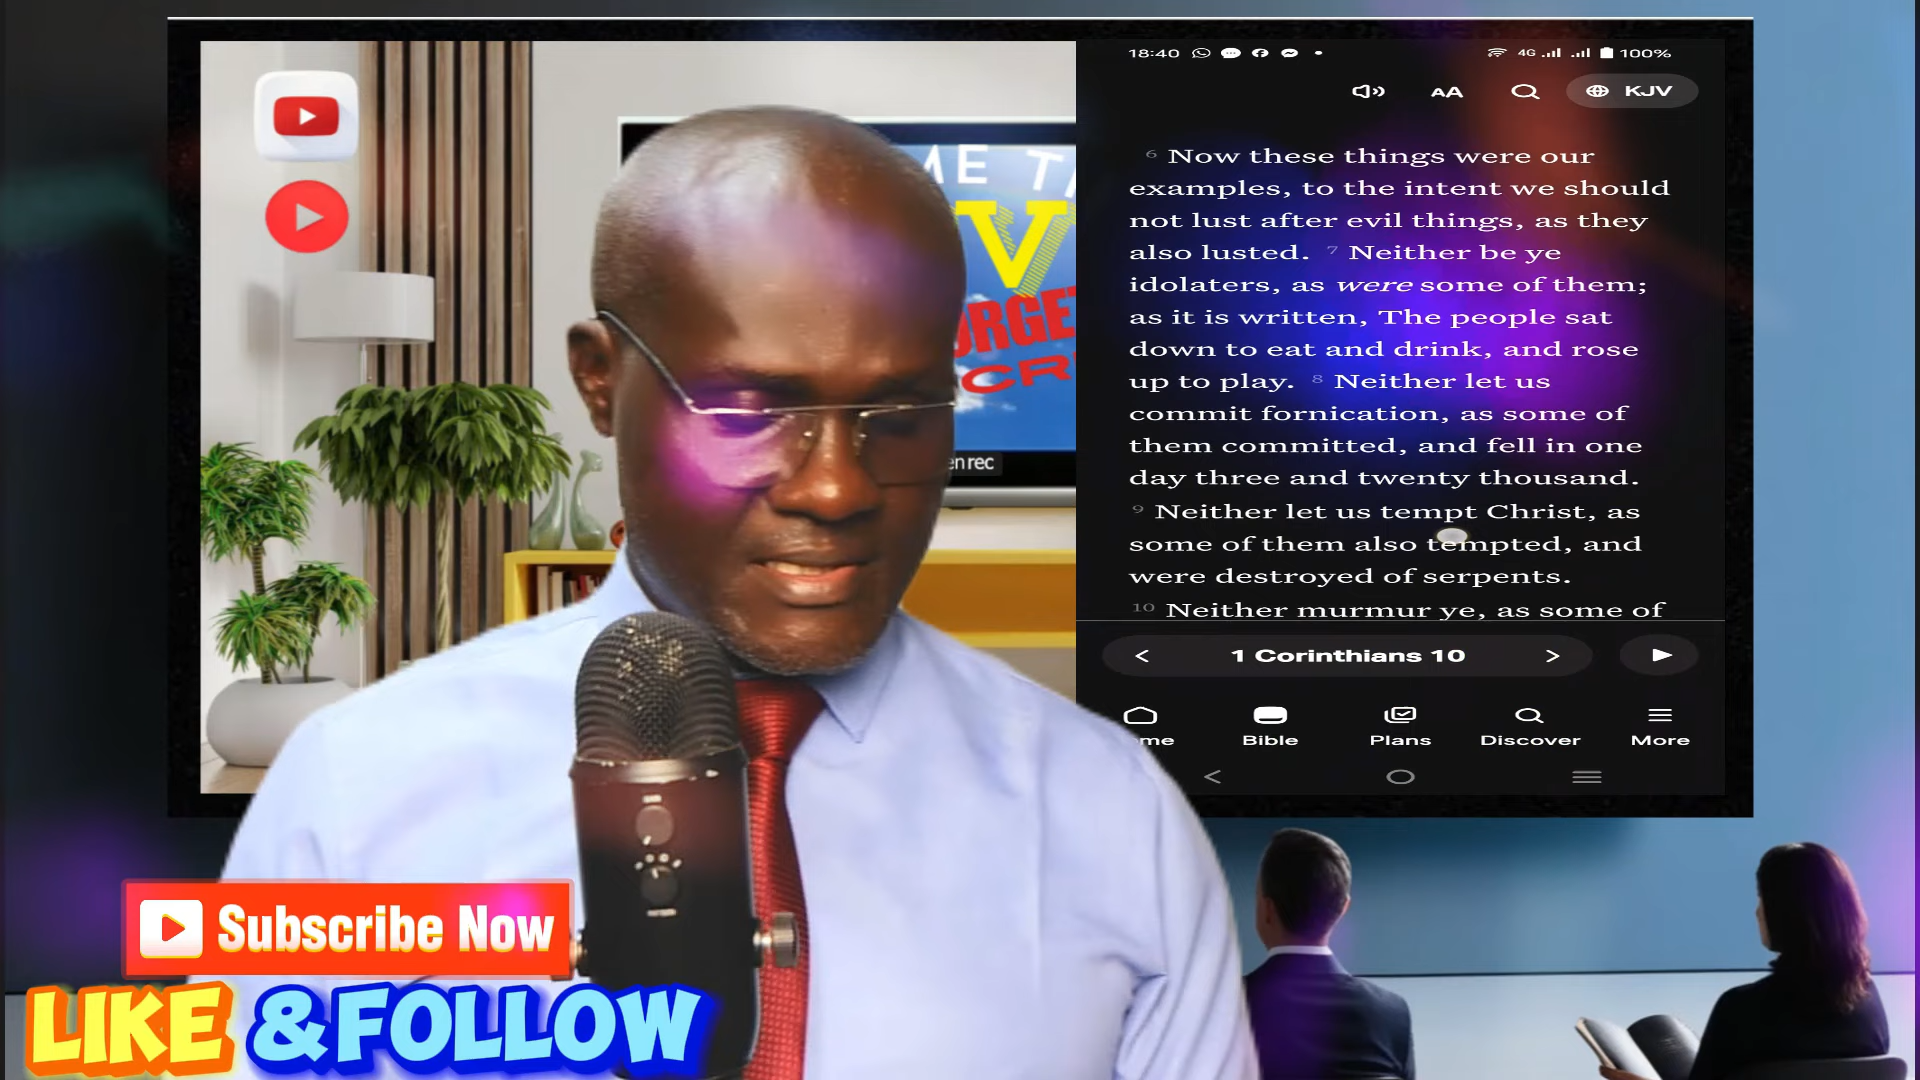 18:40
4G
100%
AA
KJV
6 Now these things were our
examples, to the intent we should
not lust after evil things, as they
also lusted. 7 Neither be ye
idolaters, as were some of them;
as it is written, The people sat
down to eat and drink, and rose
up to play. 8 Neither let us
commit fornication, as some of
them committed, and fell in one
day three and twenty thousand.
9 Neither let us tempt Christ, as
some of them also tempted, and
were destroyed of serpents.
10 Neither murmur ye, as some of
< 1 Corinthians 10 >
Bible
Plans
Discover
More
V
Subscribe Now
LIKE &FOLLOW